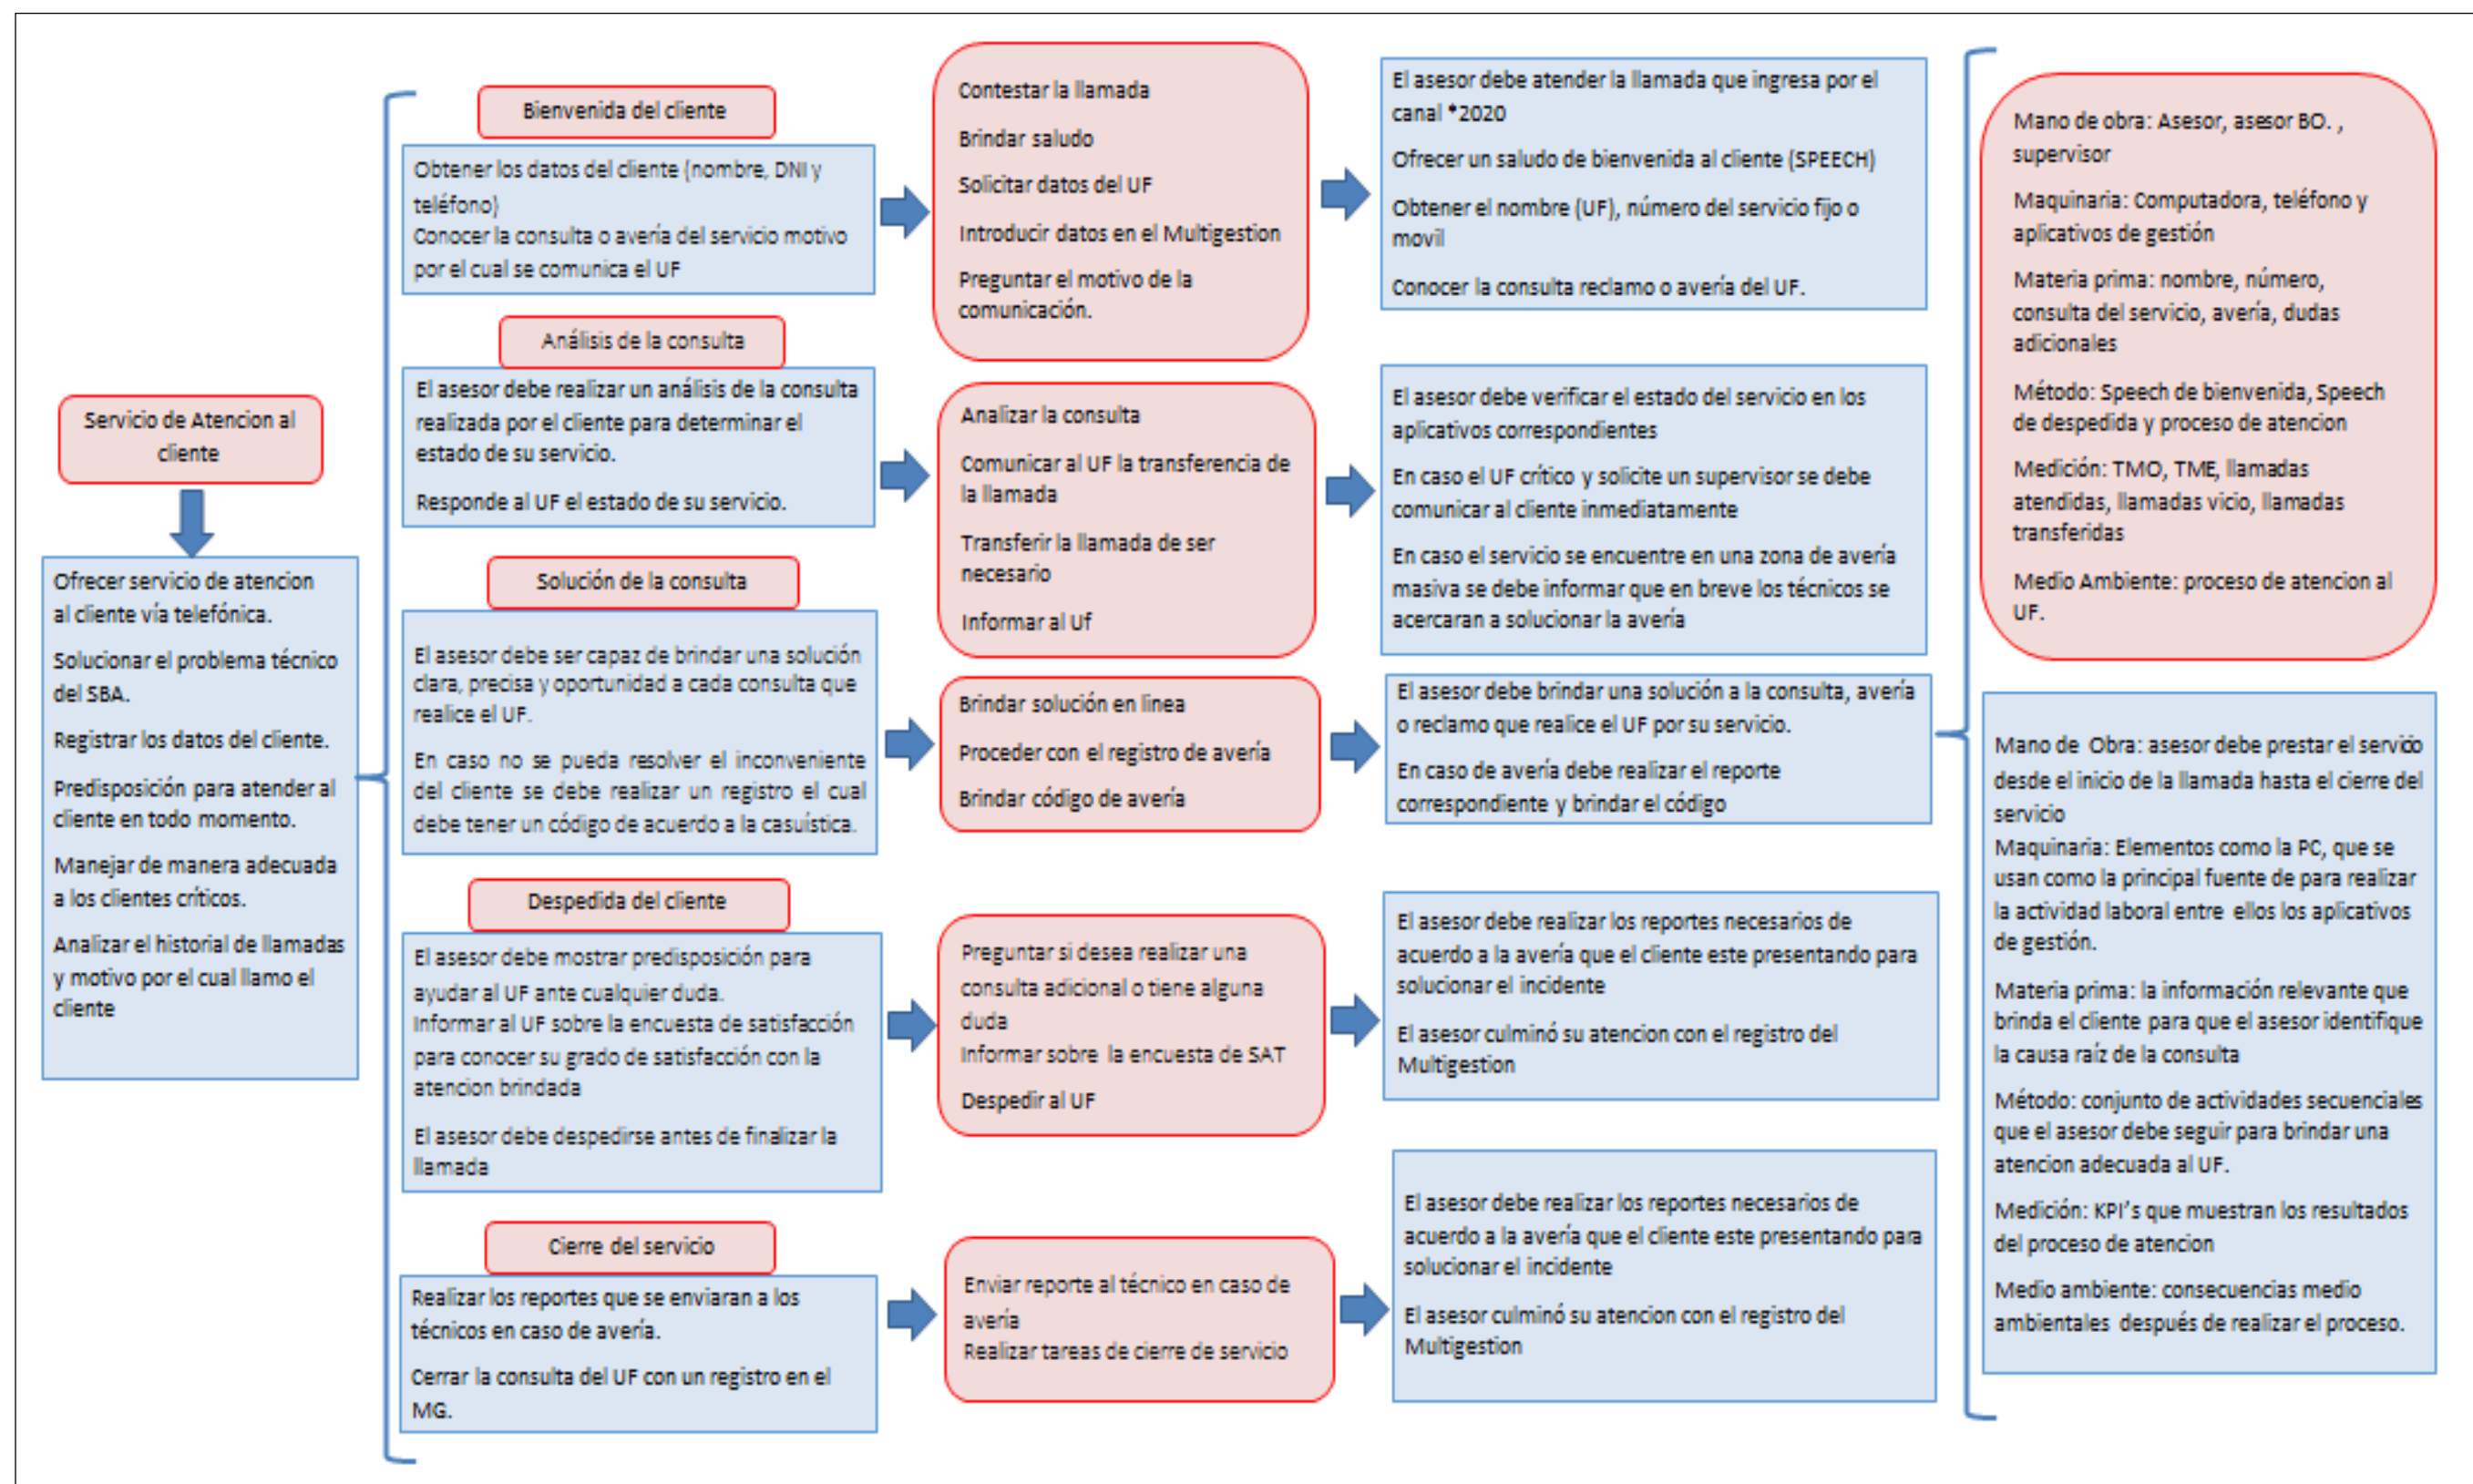 Servicio de Atencion al
cliente
Ofrecer servicio de atencion
al cliente vía telefónica.
Solucionar el problema técnico
del SBA.
Registrar los datos del cliente.
Predisposición para atender al
cliente en todo momento.
Manejar de manera adecuada
a los clientes críticos.
Analizar el historial de llamadas
y motivo por el cual llamo el
cliente
Bienvenida del cliente
Obtener los datos del cliente (nombre, DNI y
teléfono)
Conocer la consulta o avería del servicio motivo
por el cual se comunica el UF
Contestar la llamada
Brindar saludo
Solicitar datos del UF
Introducir datos en el Multigestion
Preguntar el motivo de la
comunicación.
El asesor debe atender la llamada que ingresa por el
canal *2020
Ofrecer un saludo de bienvenida al cliente (SPEECH)
Obtener el nombre (UF), número del servicio fijo o
movil
Conocer la consulta reclamo o avería del UF.
Análisis de la consulta
El asesor debe realizar un análisis de la consulta
realizada por el cliente para determinar el
estado de su servicio.
Responde al UF el estado de su servicio.
Analizar la consulta
Comunicar al UF la transferencia de
la llamada
Transferir la llamada de ser
necesario
Informar al Uf
El asesor debe verificar el estado del servicio en los
aplicativos correspondientes
En caso el UF crítico y solicite un supervisor se debe
comunicar al cliente inmediatamente
En caso el servicio se encuentre en una zona de avería
masiva se debe informar que en breve los técnicos se
acercaran a solucionar la avería
Solución de la consulta
El asesor debe ser capaz de brindar una solución
clara, precisa y oportunidad a cada consulta que
realice el UF.
En caso no se pueda resolver el inconveniente
del cliente se debe realizar un registro el cual
debe tener un código de acuerdo a la casuística.
Brindar solución en linea
Proceder con el registro de avería
Brindar código de avería
El asesor debe brindar una solución a la consulta, avería
o reclamo que realice el UF por su servicio.
En caso de avería debe realizar el reporte
correspondiente y brindar el código
Despedida del cliente
El asesor debe mostrar predisposición para
ayudar al UF ante cualquier duda.
Informar al UF sobre la encuesta de satisfacción
para conocer su grado de satisfacción con la
atencion brindada
El asesor debe despedirse antes de finalizar la
llamada
Preguntar si desea realizar una
consulta adicional o tiene alguna
duda
Informar sobre la encuesta de SAT
Despedir al UF
El asesor debe realizar los reportes necesarios de
acuerdo a la avería que el cliente este presentando para
solucionar el incidente
El asesor culminó su atencion con el registro del
Multigestion
Cierre del servicio
Realizar los reportes que se enviaran a los
técnicos en caso de avería.
Cerrar la consulta del UF con un registro en el
MG.
Enviar reporte al técnico en caso de
avería
Realizar tareas de cierre de servicio
El asesor debe realizar los reportes necesarios de
acuerdo a la avería que el cliente este presentando para
solucionar el incidente
El asesor culminó su atencion con el registro del
Multigestion
Mano de obra: Asesor, asesor BO. ,
supervisor
Maquinaria: Computadora, teléfono y
aplicativos de gestión
Materia prima: nombre, número,
consulta del servicio, avería, dudas
adicionales
Método: Speech de bienvenida, Speech
de despedida y proceso de atencion
Medición: TMO, TME, llamadas
atendidas, llamadas vicio, llamadas
transferidas
Medio Ambiente: proceso de atencion al
UF.
Mano de Obra: asesor debe prestar el servicio
desde el inicio de la llamada hasta el cierre del
servicio
Maquinaria: Elementos como la PC, que se
usan como la principal fuente de para realizar
la actividad laboral entre ellos los aplicativos
de gestión.
Materia prima: la información relevante que
brinda el cliente para que el asesor identifique
la causa raíz de la consulta
Método: conjunto de actividades secuenciales
que el asesor debe seguir para brindar una
atencion adecuada al UF.
Medición: KPI's que muestran los resultados
del proceso de atencion
Medio ambiente: consecuencias medio
ambientales después de realizar el proceso.